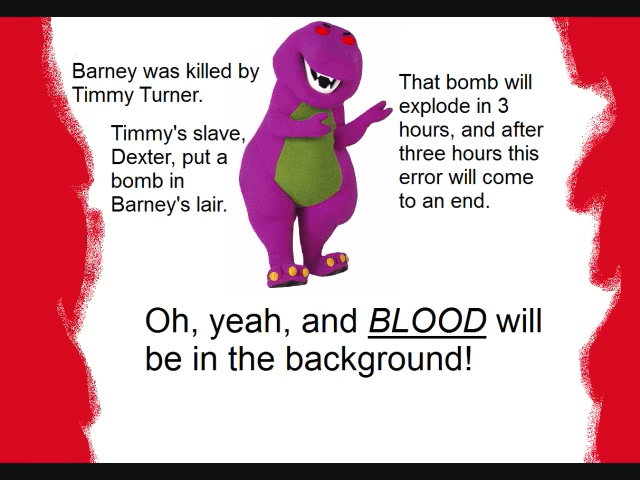 Barney was killed by
Timmy Turner.
Timmy's slave,
Dexter, put a
bomb in
Barney's lair.
That bomb will
explode in 3
hours, and after
three hours this
error will come
to an end.
Oh, yeah, and BLOOD will
be in the background!